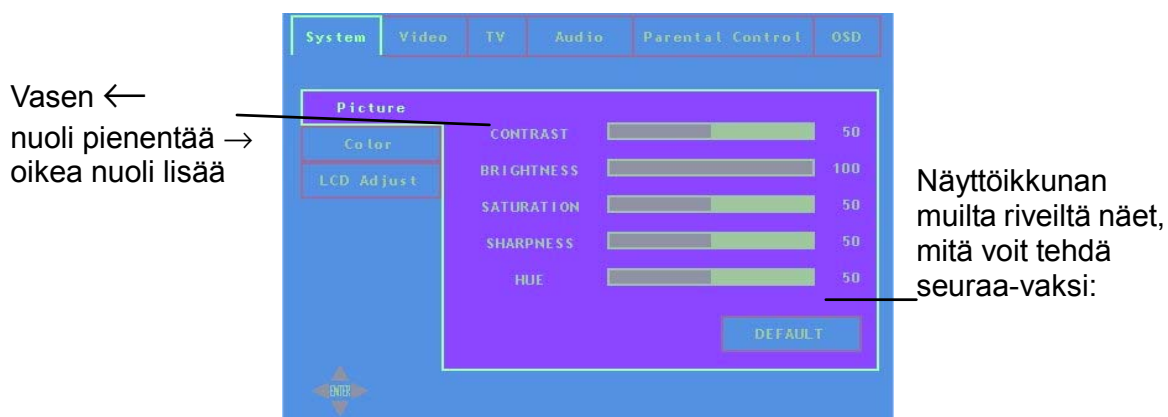 System Video TV Audio Parental Control OSD
Vasen ←
nuoli pienentää →
oikea nuoli lisää
Picture
Color
LCD Adjust
CONTRAST 50
BRIGHTNESS 100
SATURATION 50
SHARPNESS 50
HUE 50
DEFAULT
ENTER
Näyttöikkunan
muilta riveiltä näet,
mitä voit tehdä
seuraa-vaksi: